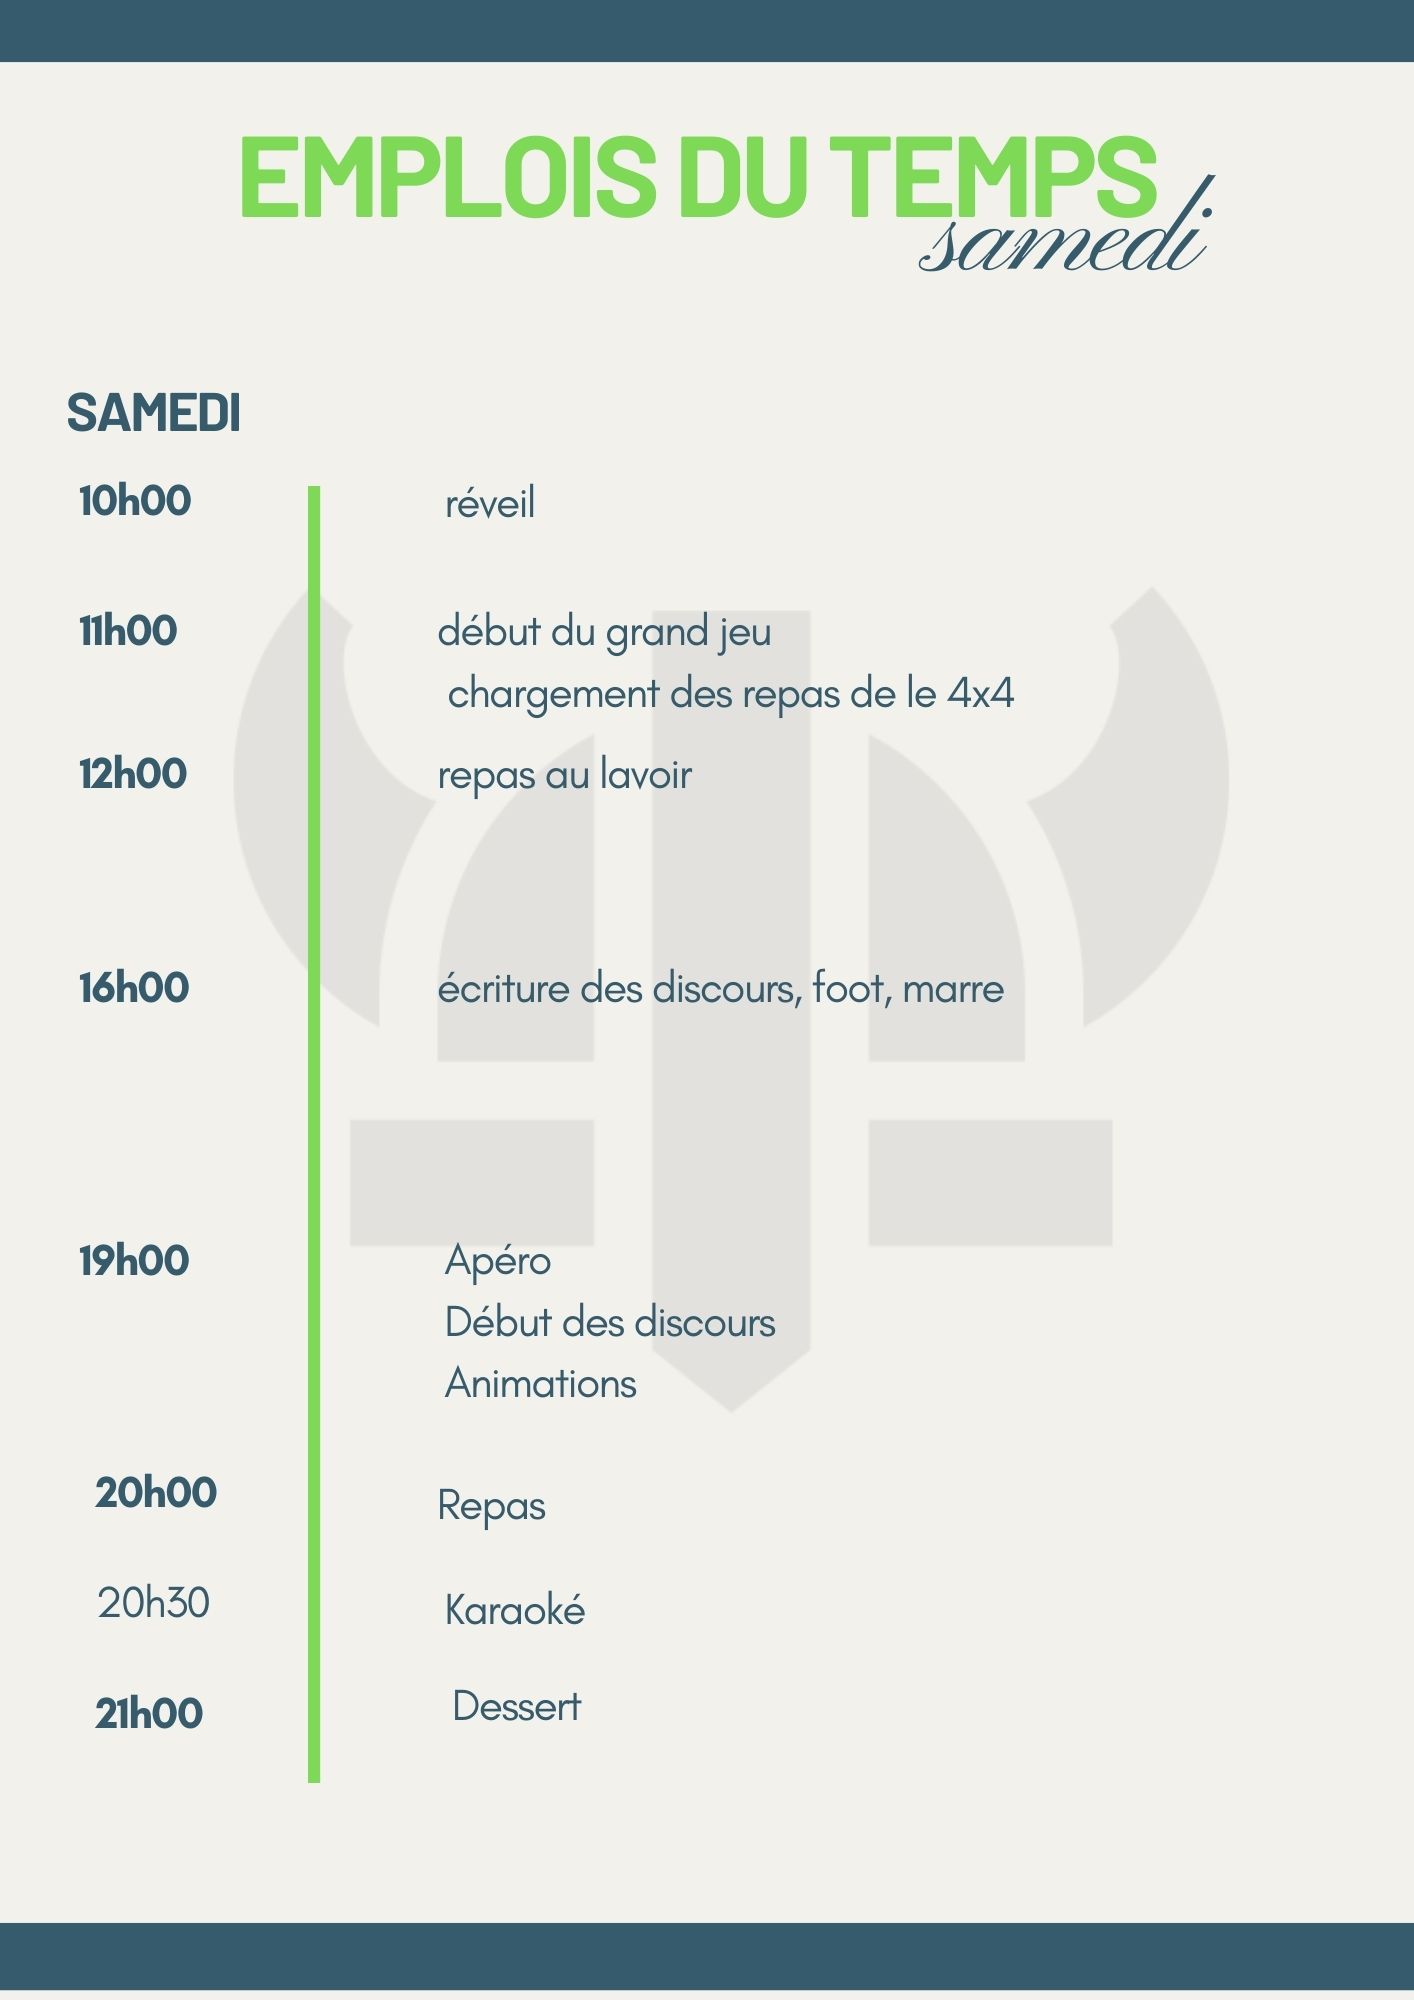 EMPLOIS DU TEMPS
samedi
SAMEDI
10h00 réveil
11h00 début du grand jeu
chargement des repas de le 4x4
12h00 repas au lavoir
16h00 écriture des discours, foot, marre
19h00 Apéro
Début des discours
Animations
20h00 Repas
20h30 Karaoké
21h00 Dessert